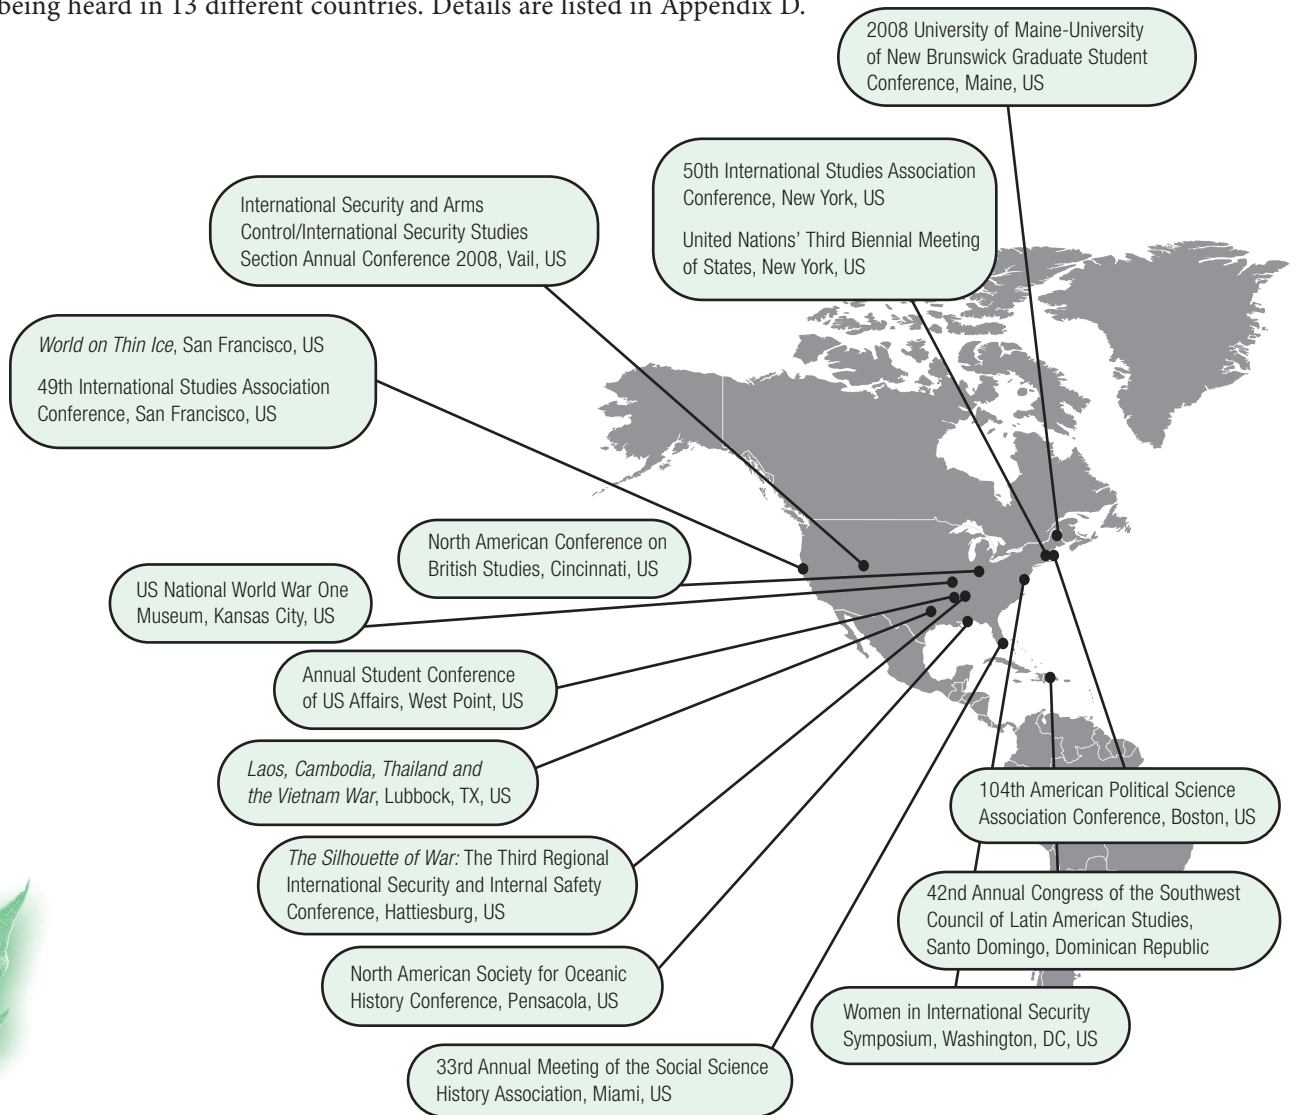 being heard in 13 different countries. Details are listed in Appendix D.
2008 University of Maine-University
of New Brunswick Graduate Student
Conference, Maine, US
50th International Studies Association
Conference, New York, US
United Nations’ Third Biennial Meeting
of States, New York, US
International Security and Arms
Control/International Security Studies
Section Annual Conference 2008, Vail, US
World on Thin Ice, San Francisco, US
49th International Studies Association
Conference, San Francisco, US
North American Conference on
British Studies, Cincinnati, US
US National World War One
Museum, Kansas City, US
Annual Student Conference
of US Affairs, West Point, US
Laos, Cambodia, Thailand and
the Vietnam War, Lubbock, TX, US
104th American Political Science
Association Conference, Boston, US
The Silhouette of War: The Third Regional
International Security and Internal Safety
Conference, Hattiesburg, US
42nd Annual Congress of the Southwest
Council of Latin American Studies,
Santo Domingo, Dominican Republic
North American Society for Oceanic
History Conference, Pensacola, US
Women in International Security
Symposium, Washington, DC, US
33rd Annual Meeting of the Social Science
History Association, Miami, US